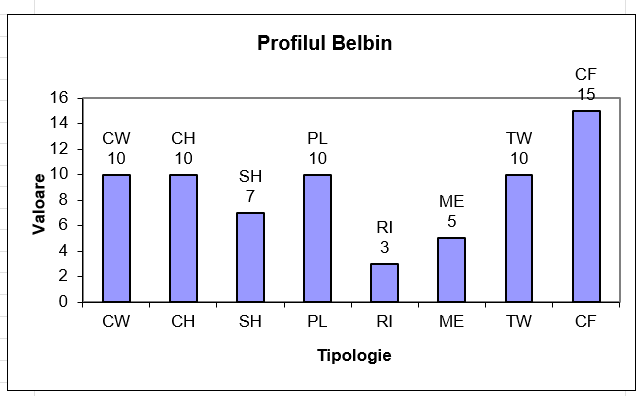 Profilul Belbin
CF
15
CW
10
CH
10
SH
7
PL
10
RI
3
ME
5
TW
10
16
14
12
10
8
6
4
2
0
Valoare
CW CH SH PL RI ME TW CF
Tipologie